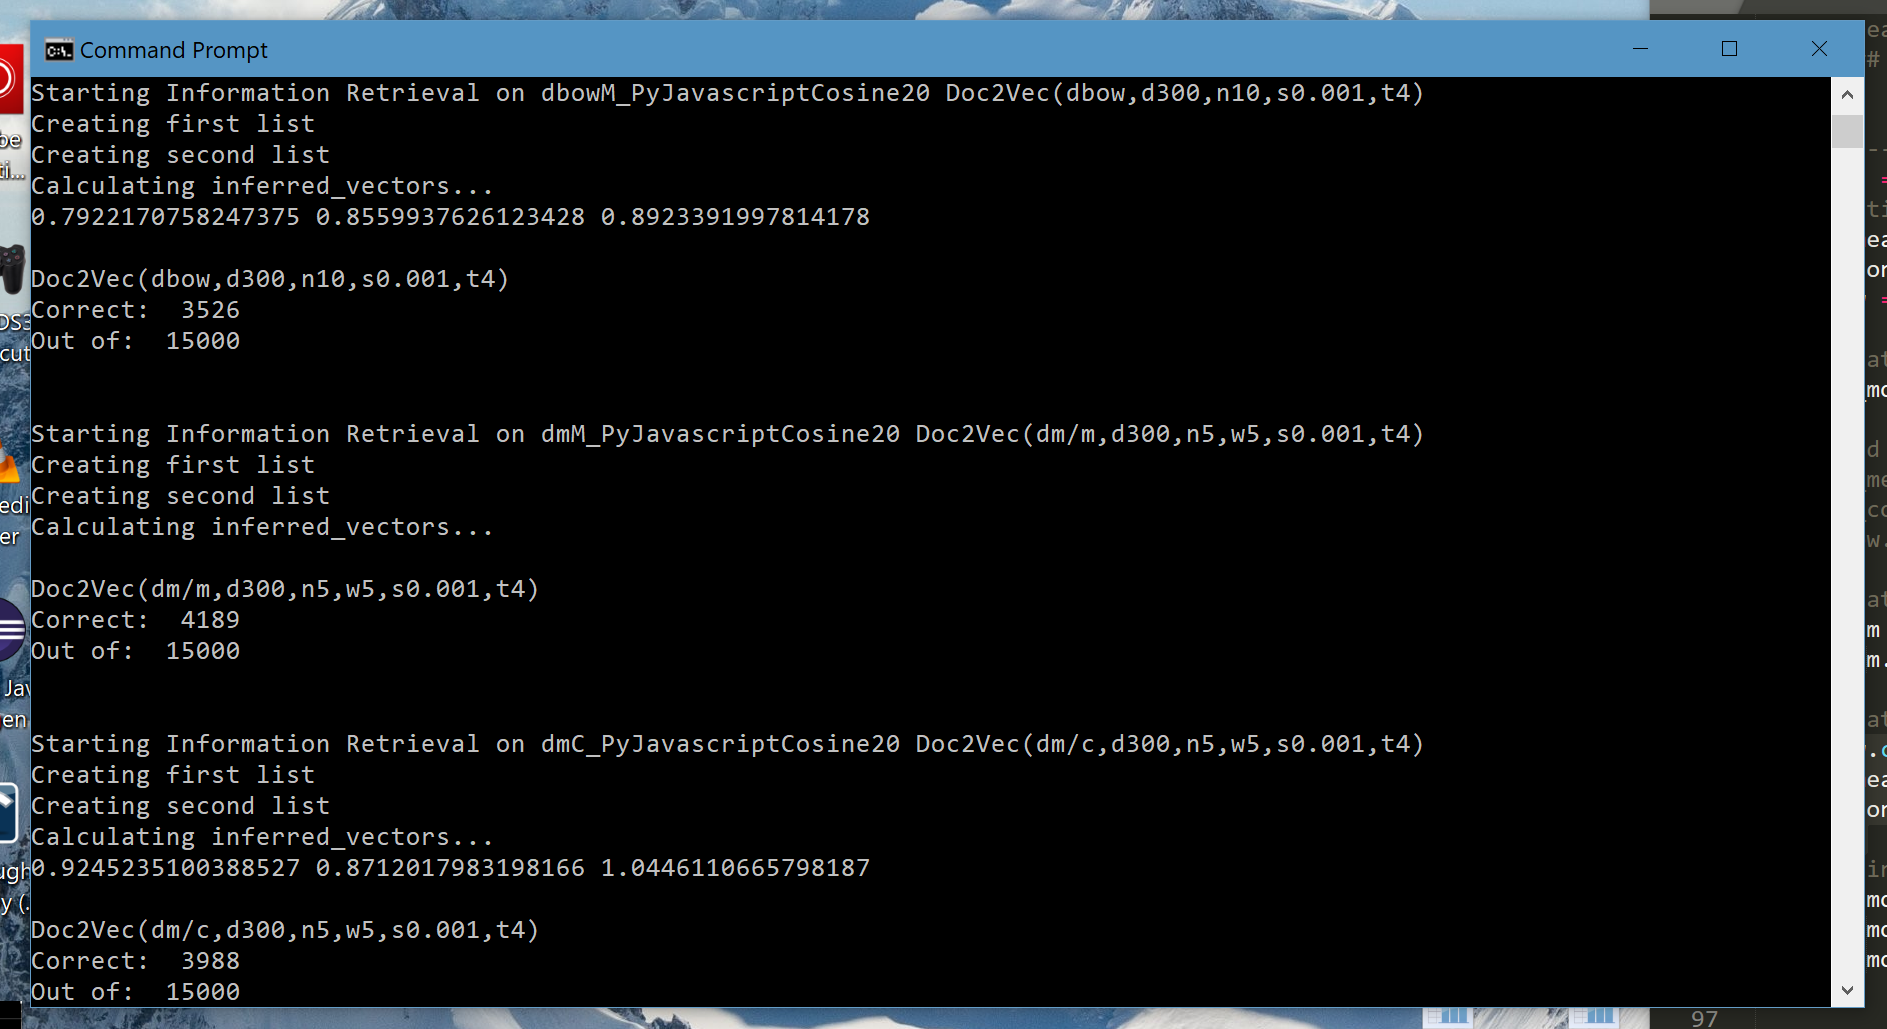 Command Prompt
Starting Information Retrieval on dbowM_PyJavascriptCosine20 Doc2Vec(dbow,d300,n10,s0.001,t4)
Creating first list
Creating second list
Calculating inferred_vectors...
0.7922170758247375 0.8559937626123428 0.8923391997814178
Doc2Vec(dbow,d300,n10,s0.001,t4)
Correct:  3526
Out of:  15000
Starting Information Retrieval on dmM_PyJavascriptCosine20 Doc2Vec(dm/m,d300,n5,w5,s0.001,t4)
Creating first list
Creating second list
Calculating inferred_vectors...
Doc2Vec(dm/m,d300,n5,w5,s0.001,t4)
Correct:  4189
Out of:  15000
Starting Information Retrieval on dmC_PyJavascriptCosine20 Doc2Vec(dm/c,d300,n5,w5,s0.001,t4)
Creating first list
Creating second list
Calculating inferred_vectors...
0.9245235100388527 0.8712017983198166 1.0446110665798187
Doc2Vec(dm/c,d300,n5,w5,s0.001,t4)
Correct:  3988
Out of:  15000
97